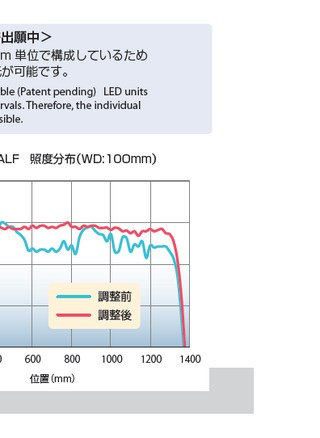 出願中＞
m 単位で構成しているため
が可能です。
ble (Patent pending) LED units
rvals. Therefore, the individual
sible.
ALF 照度分布(WD:100mm)
調整前
調整後
0 600 800 1000 1200 1400
位置(mm)